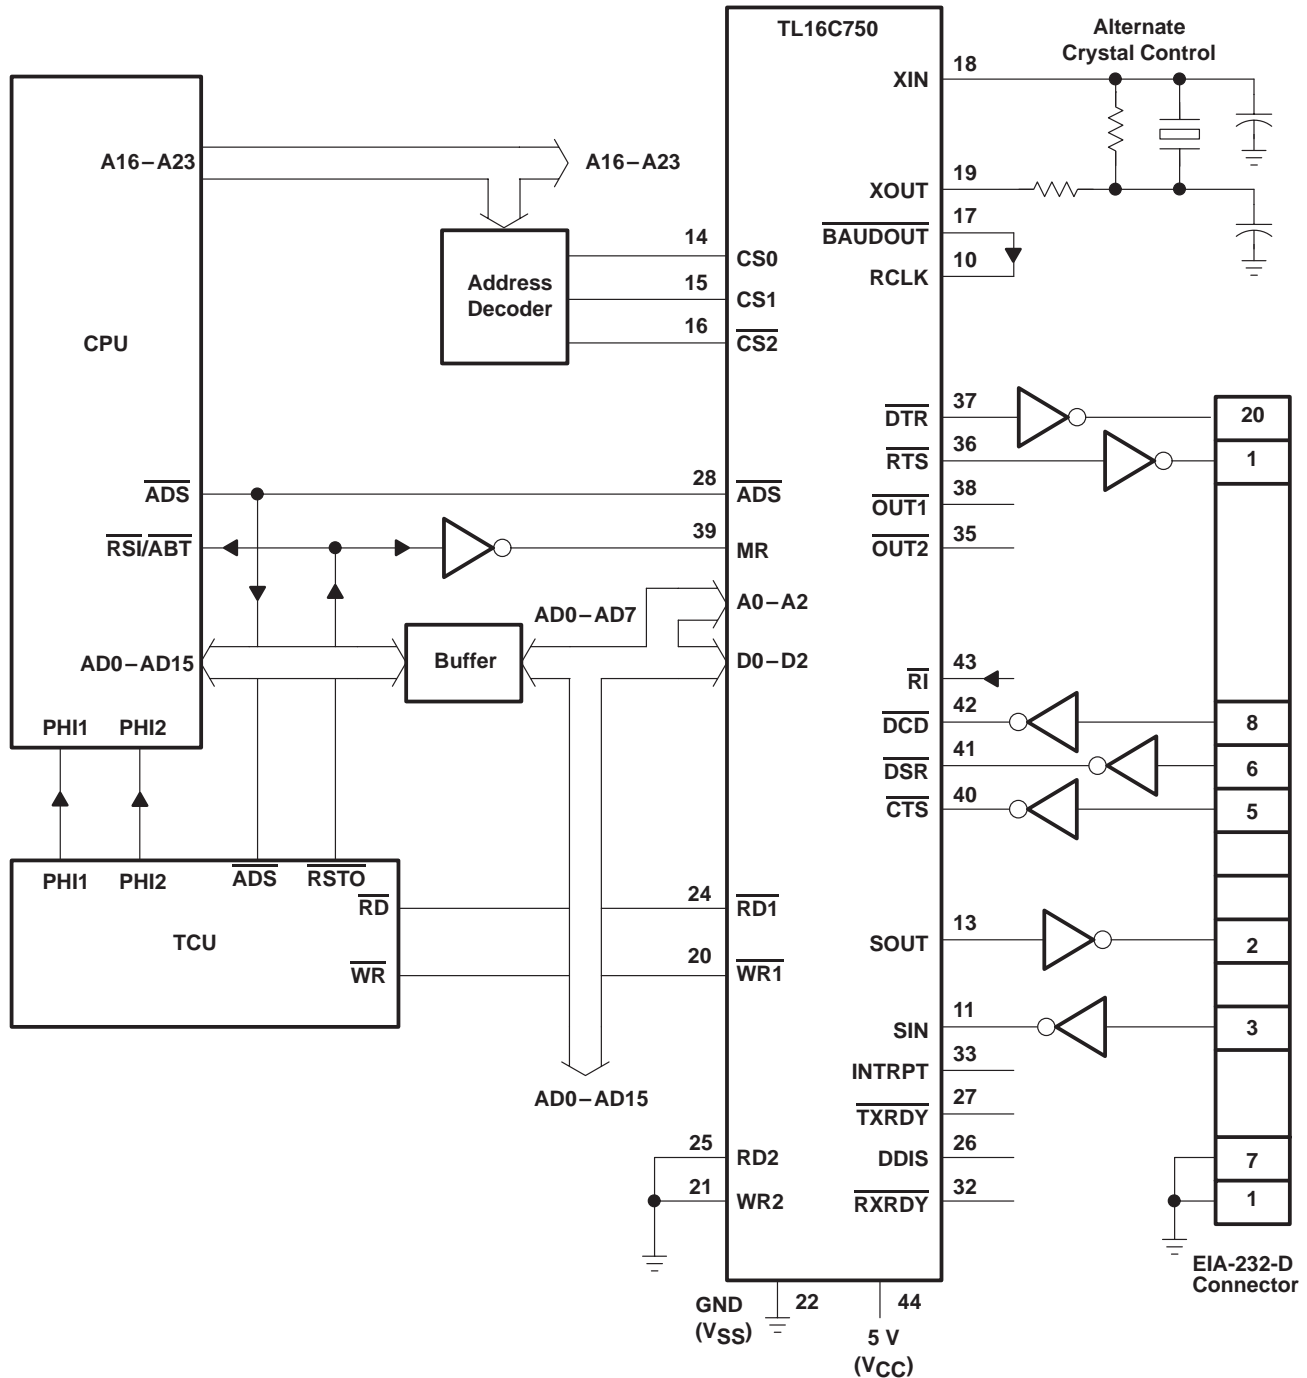 TL16C750
Alternate
Crystal Control
XIN
18
A16–A23
A16–A23
XOUT
19
BAUDOUT
17
14
CS0
RCLK
10
Address
Decoder
15
CS1
16
CS2
CPU
DTR
37
20
RTS
36
1
ADS
28
ADS
OUT1
38
RSI/ABT
39
MR
OUT2
35
AD0–AD7
A0–A2
AD0–AD15
Buffer
D0–D2
RI
43
PHI1
PHI2
DCD
42
8
DSR
41
6
CTS
40
5
PHI1
PHI2
ADS
RSTO
RD
24
RD1
TCU
SOUT
13
2
WR
20
WR1
SIN
11
3
INTRPT
33
AD0–AD15
TXRDY
27
25
RD2
DDIS
26
7
21
WR2
RXRDY
32
1
EIA-232-D
Connector
GND
(VSS)
22
44
5 V
(VCC)